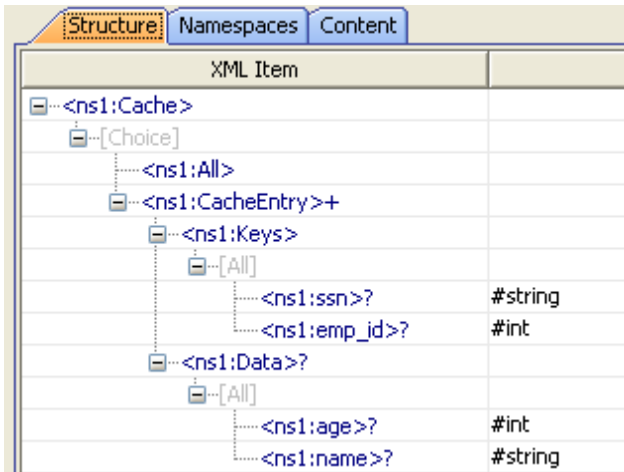 Structure Namespaces Content
XML Item
<ns1:Cache>
[Choice]
<ns1:All>
<ns1:CacheEntry>+
<ns1:Keys>
[All]
<ns1:ssn>? #string
<ns1:emp_id>? #int
<ns1:Data>?
[All]
<ns1:age>? #int
<ns1:name>? #string